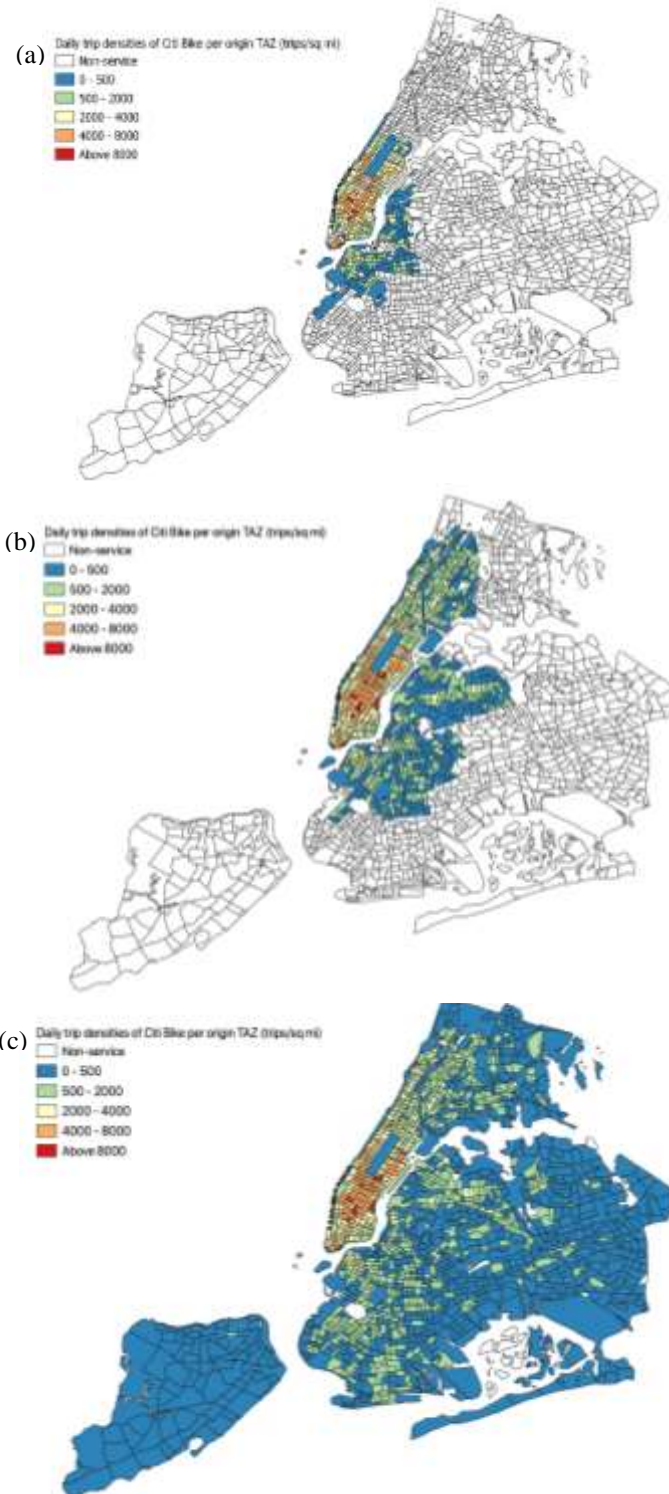 (a)
Daily trip densities of Citi Bike per origin TAZ (trips/sq mi)
Non-service
0 - 500
500 - 2000
2000 - 4000
4000 - 8000
Above 8000
(b)
Daily trip densities of Citi Bike per origin TAZ (trips/sq mi)
Non-service
0 - 500
500 - 2000
2000 - 4000
4000 - 8000
Above 8000
(c)
Daily trip densities of Citi Bike per origin TAZ (trips/sq mi)
Non-service
0 - 500
500 - 2000
2000 - 4000
4000 - 8000
Above 8000